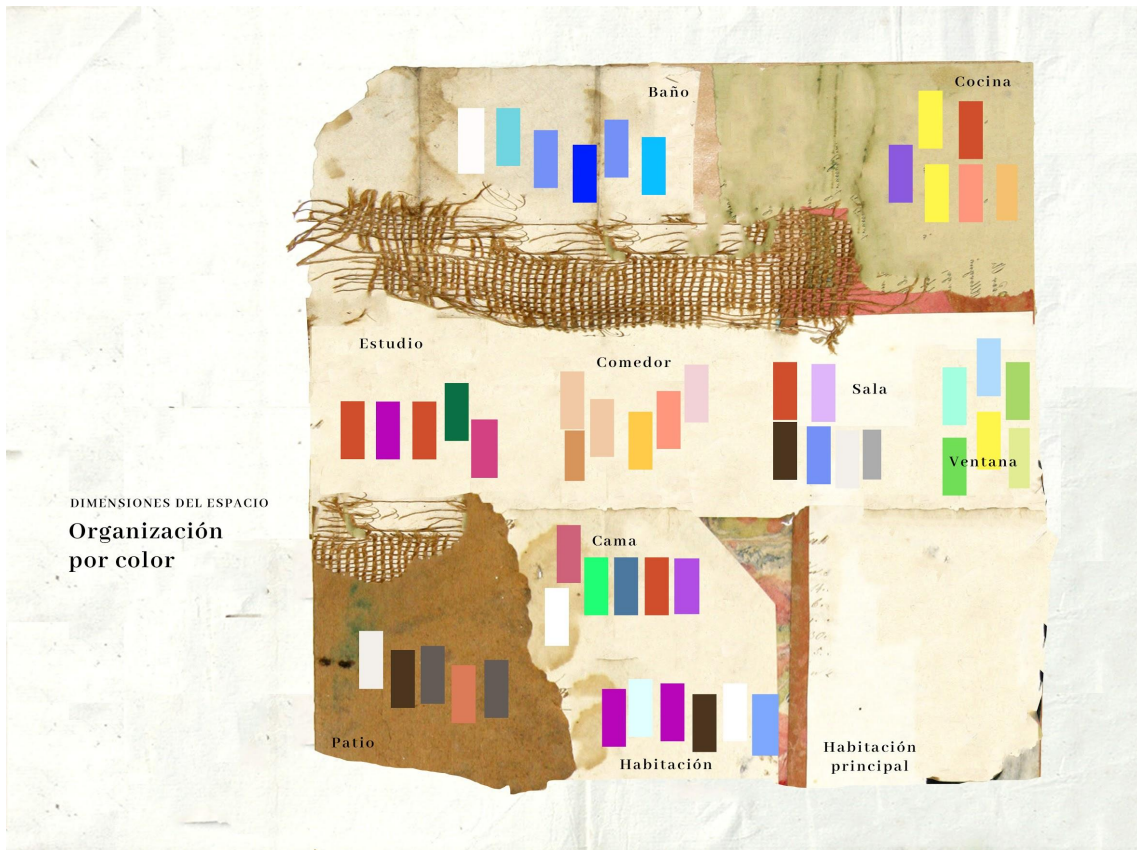 Baño
Cocina
Estudio
Comedor
Sala
Ventana
DIMENSIONES DEL ESPACIO
Organización
por color
Cama
Patio
Habitación
Habitación
principal